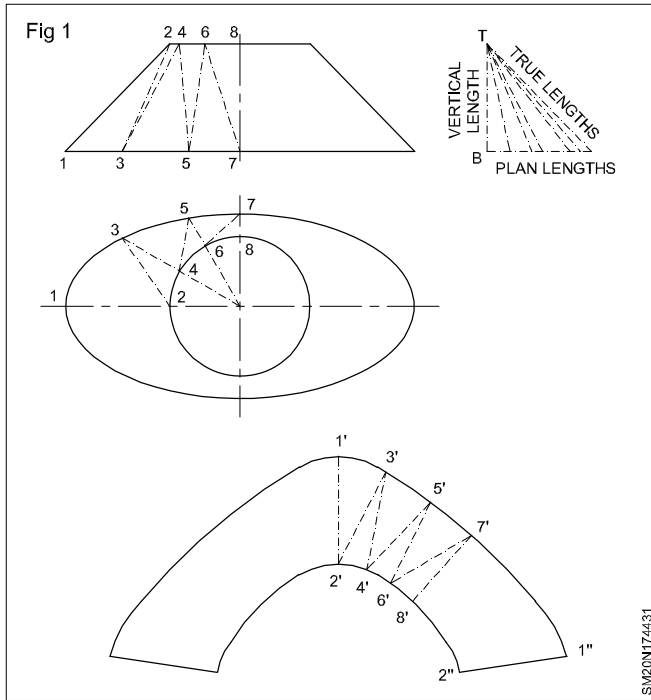 Fig 1
2 4 6 8
1 3 5 7
T
VERTICAL
LENGTH
TRUE LENGTHS
B
PLAN LENGTHS
3 5 7
4 6 8
1 2
1' 3' 5' 7'
2' 4' 6' 8'
2" 1"
SM20N174431